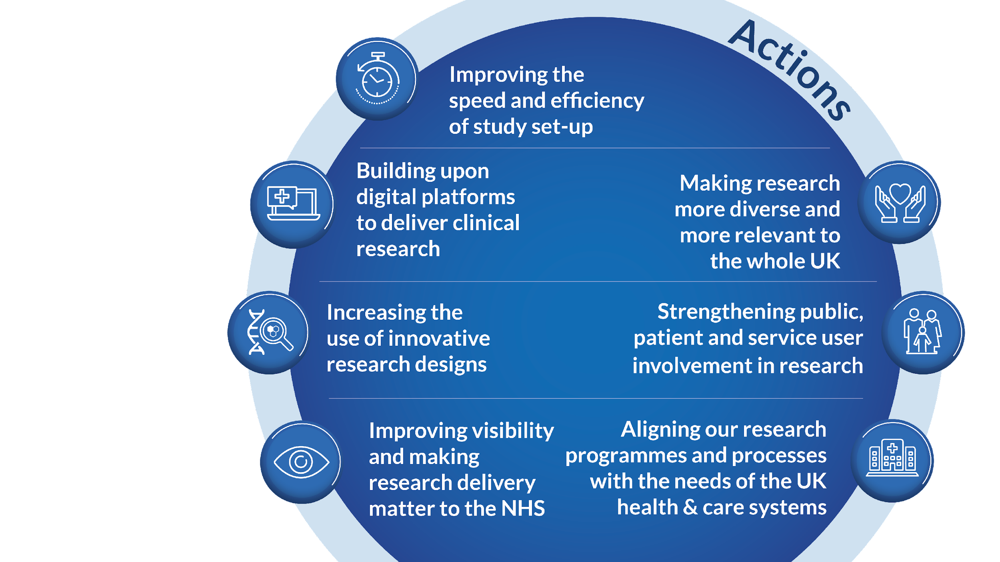 Actions
Improving the
speed and efficiency
of study set-up
Building upon
digital platforms
to deliver clinical
research
Making research
more diverse and
more relevant to
the whole UK
Increasing the
use of innovative
research designs
Strengthening public,
patient and service user
involvement in research
Improving visibility
and making
research delivery
matter to the NHS
Aligning our research
programmes and processes
with the needs of the UK
health & care systems